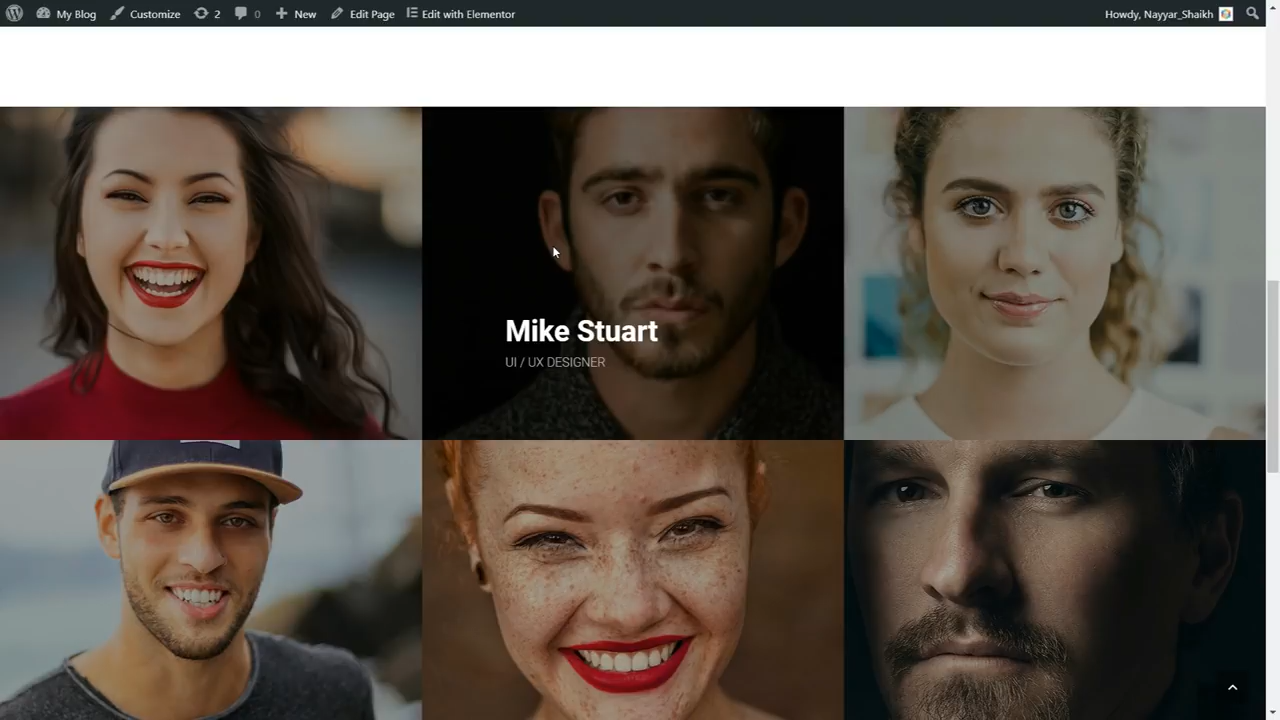 My Blog Customize 2 0 New Edit Page Edit with Elementor Howdy, Nayyar_Shaikh
Mike Stuart
UI / UX DESIGNER